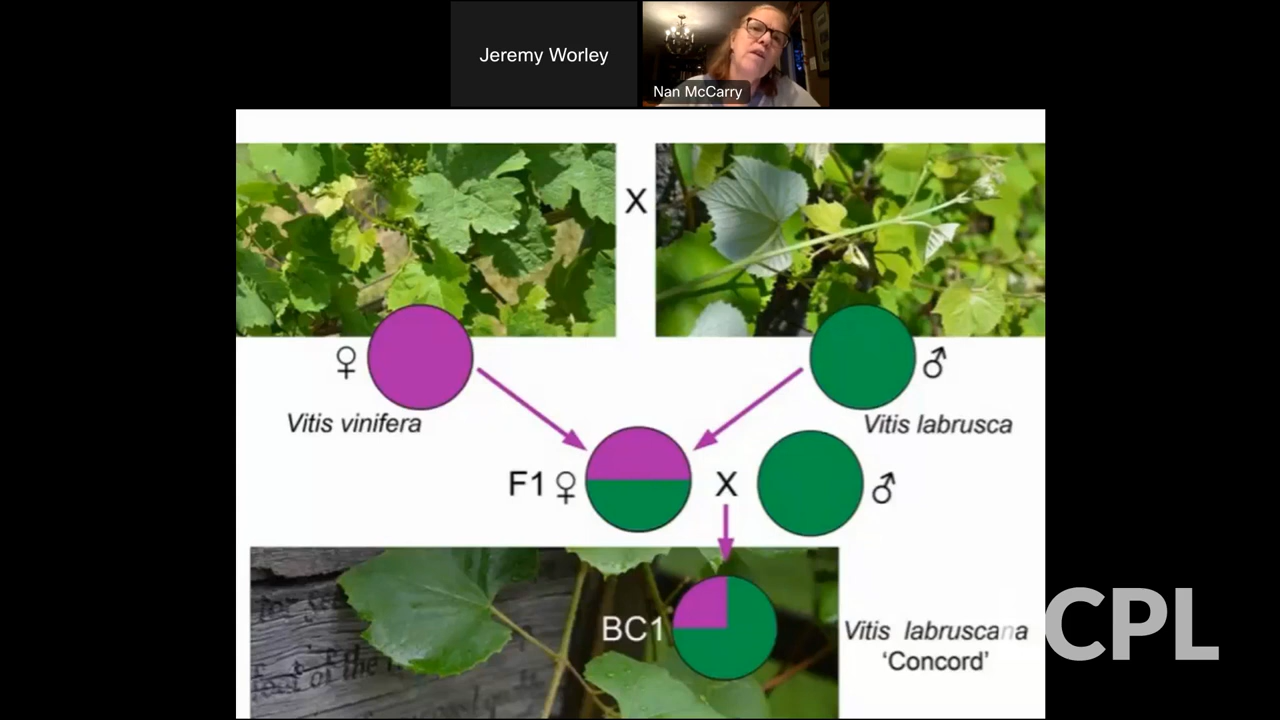 Jeremy Worley
Nan McCarry
X
♀
♂
Vitis vinifera
Vitis labrusca
F1 ♀ X ♂
BC1
Vitis labruscana
'Concord'
CPL